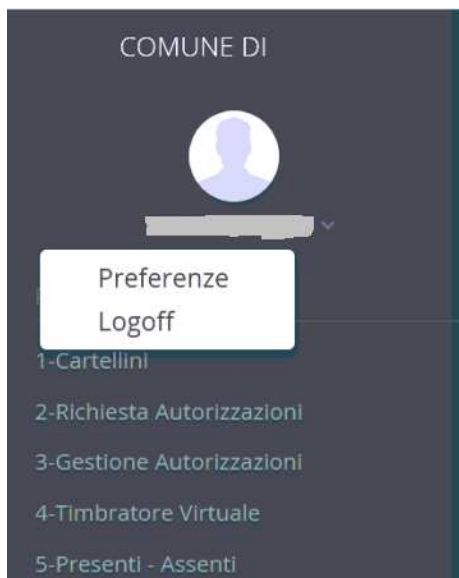 COMUNE DI
Preferenze
Logoff
1-Cartellini
2-Richiesta Autorizzazioni
3-Gestione Autorizzazioni
4-Timbratore Virtuale
5-Presenti - Assenti